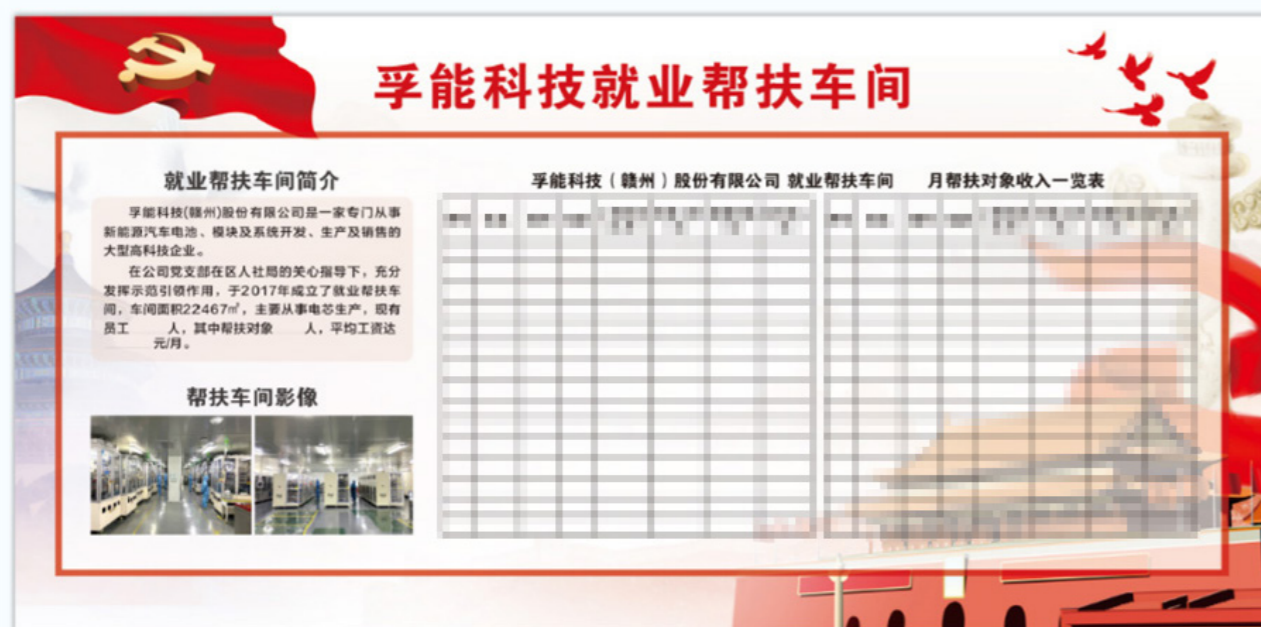 孚能科技就业帮扶车间
就业帮扶车间简介
孚能科技(赣州)股份有限公司是一家专门从事
新能源汽车电池、模块及系统开发、生产及销售的
大型高科技企业。
在公司党支部在区人社局的关心指导下，充分
发挥示范引领作用，于2017年成立了就业帮扶车
间，车间面积22467㎡，主要从事电芯生产，现有
员工 人，其中帮扶对象 人，平均工资达
元/月。
帮扶车间影像
孚能科技（赣州）股份有限公司 就业帮扶车间 月帮扶对象收入一览表